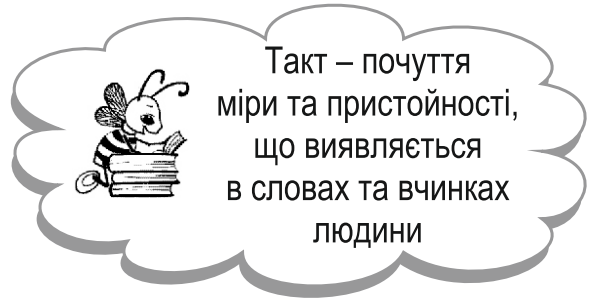 Такт – почуття
міри та пристойності,
що виявляється
в словах та вчинках
людини